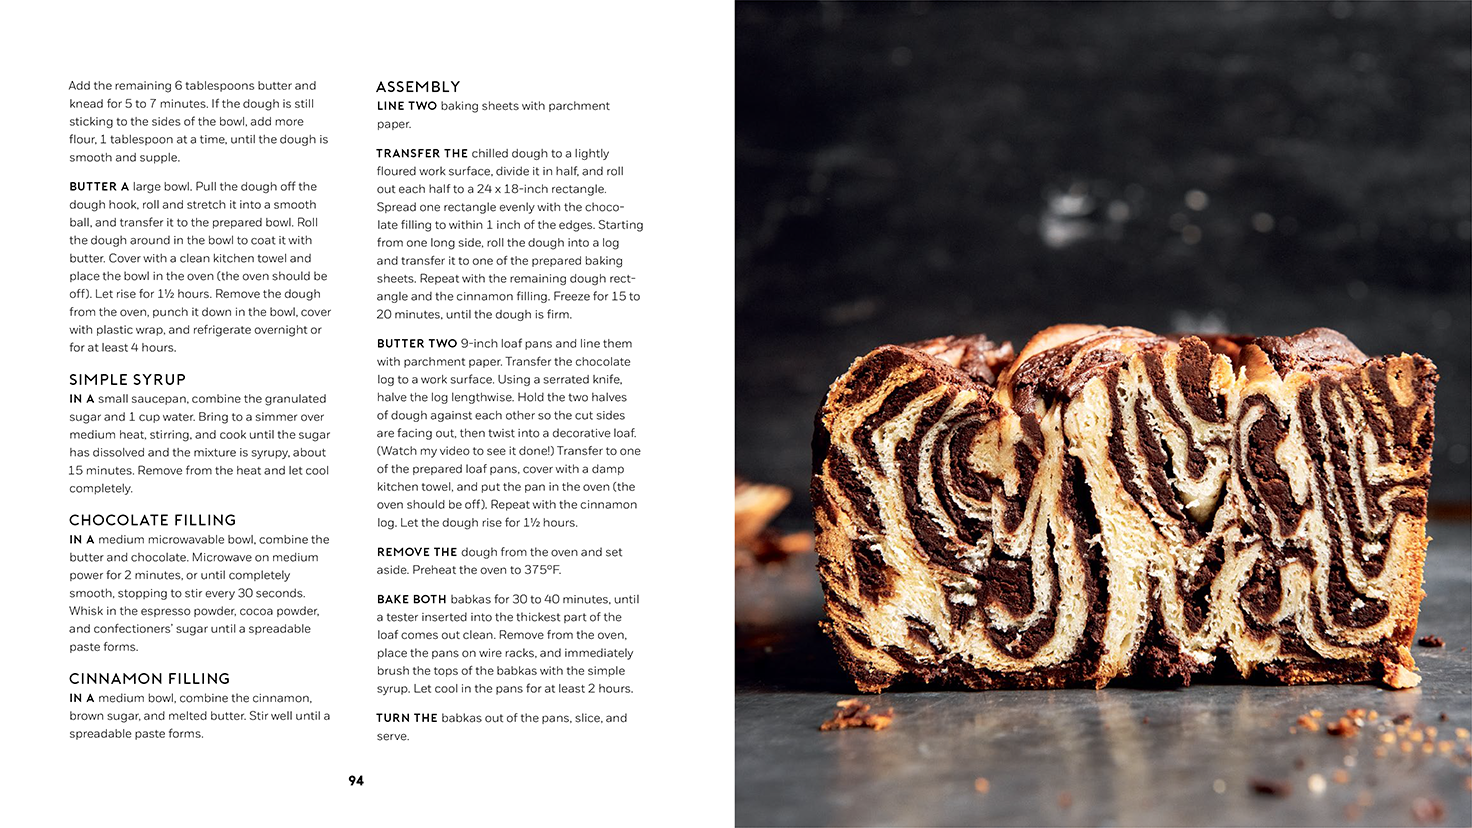 Add the remaining 6 tablespoons butter and
knead for 5 to 7 minutes. If the dough is still
sticking to the sides of the bowl, add more
flour, 1 tablespoon at a time, until the dough is
smooth and supple.
BUTTER A large bowl. Pull the dough off the
dough hook, roll and stretch it into a smooth
ball, and transfer it to the prepared bowl. Roll
the dough around in the bowl to coat it with
butter. Cover with a clean kitchen towel and
place the bowl in the oven (the oven should be
off). Let rise for 1½ hours. Remove the dough
from the oven, punch it down in the bowl, cover
with plastic wrap, and refrigerate overnight or
for at least 4 hours.
SIMPLE SYRUP
IN A small saucepan, combine the granulated
sugar and 1 cup water. Bring to a simmer over
medium heat, stirring, and cook until the sugar
has dissolved and the mixture is syrupy, about
15 minutes. Remove from the heat and let cool
completely.
CHOCOLATE FILLING
IN A medium microwavable bowl, combine the
butter and chocolate. Microwave on medium
power for 2 minutes, or until completely
smooth, stopping to stir every 30 seconds.
Whisk in the espresso powder, cocoa powder,
and confectioners' sugar until a spreadable
paste forms.
CINNAMON FILLING
IN A medium bowl, combine the cinnamon,
brown sugar, and melted butter. Stir well until a
spreadable paste forms.
ASSEMBLY
LINE TWO baking sheets with parchment
paper.
TRANSFER THE chilled dough to a lightly
floured work surface, divide it in half, and roll
out each half to a 24 x 18-inch rectangle.
Spread one rectangle evenly with the choco-
late filling to within 1 inch of the edges. Starting
from one long side, roll the dough into a log
and transfer it to one of the prepared baking
sheets. Repeat with the remaining dough rect-
angle and the cinnamon filling. Freeze for 15 to
20 minutes, until the dough is firm.
BUTTER TWO 9-inch loaf pans and line them
with parchment paper. Transfer the chocolate
log to a work surface. Using a serrated knife,
halve the log lengthwise. Hold the two halves
of dough against each other so the cut sides
are facing out, then twist into a decorative loaf.
(Watch my video to see it done!) Transfer to one
of the prepared loaf pans, cover with a damp
kitchen towel, and put the pan in the oven (the
oven should be off). Repeat with the cinnamon
log. Let the dough rise for 1½ hours.
REMOVE THE dough from the oven and set
aside. Preheat the oven to 375°F.
BAKE BOTH babkas for 30 to 40 minutes, until
a tester inserted into the thickest part of the
loaf comes out clean. Remove from the oven,
place the pans on wire racks, and immediately
brush the tops of the babkas with the simple
syrup. Let cool in the pans for at least 2 hours.
TURN THE babkas out of the pans, slice, and
serve.
94